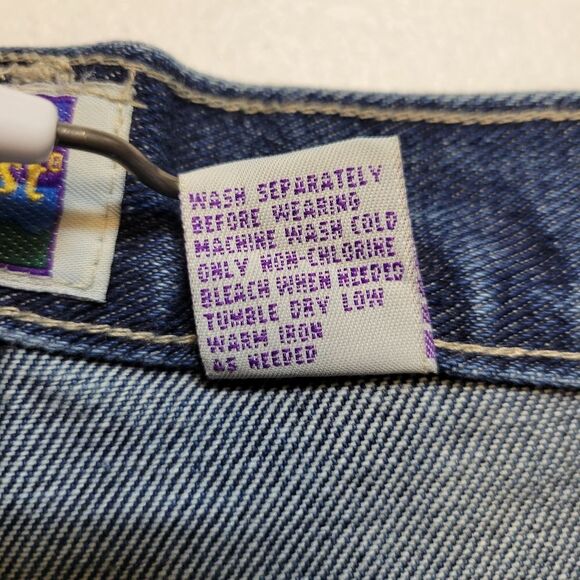 WASH SEPARATELY
BEFORE WEARING
MACHINE WASH COLD
ONLY NON-CHLORINE
BLEACH WHEN NEEDED
TUMBLE DRY LOW
WARM IRON
AS NEEDED